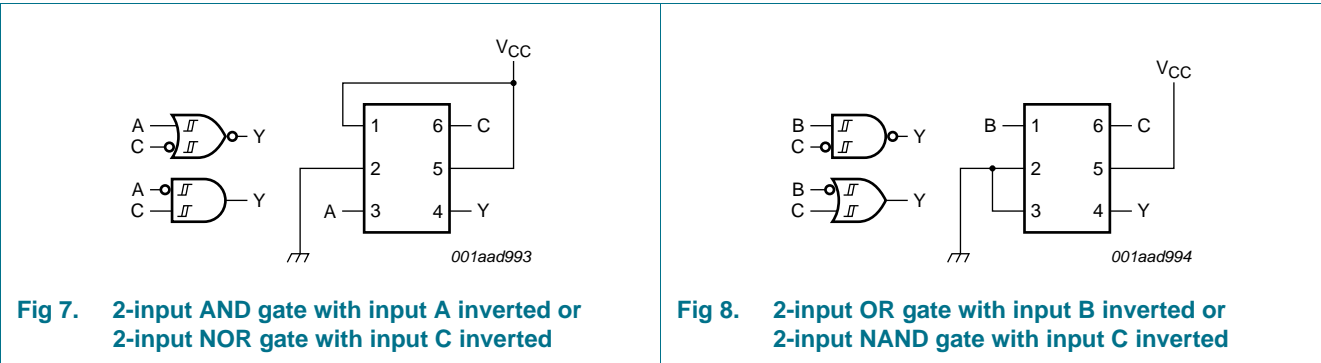 VCC
A
C
Y
A
C
Y
1
6
C
2
5
A
3
4
Y
001aad993
Fig 7. 2-input AND gate with input A inverted or
2-input NOR gate with input C inverted
VCC
B
C
Y
B
C
Y
B
1
6
C
2
5
3
4
Y
001aad994
Fig 8. 2-input OR gate with input B inverted or
2-input NAND gate with input C inverted